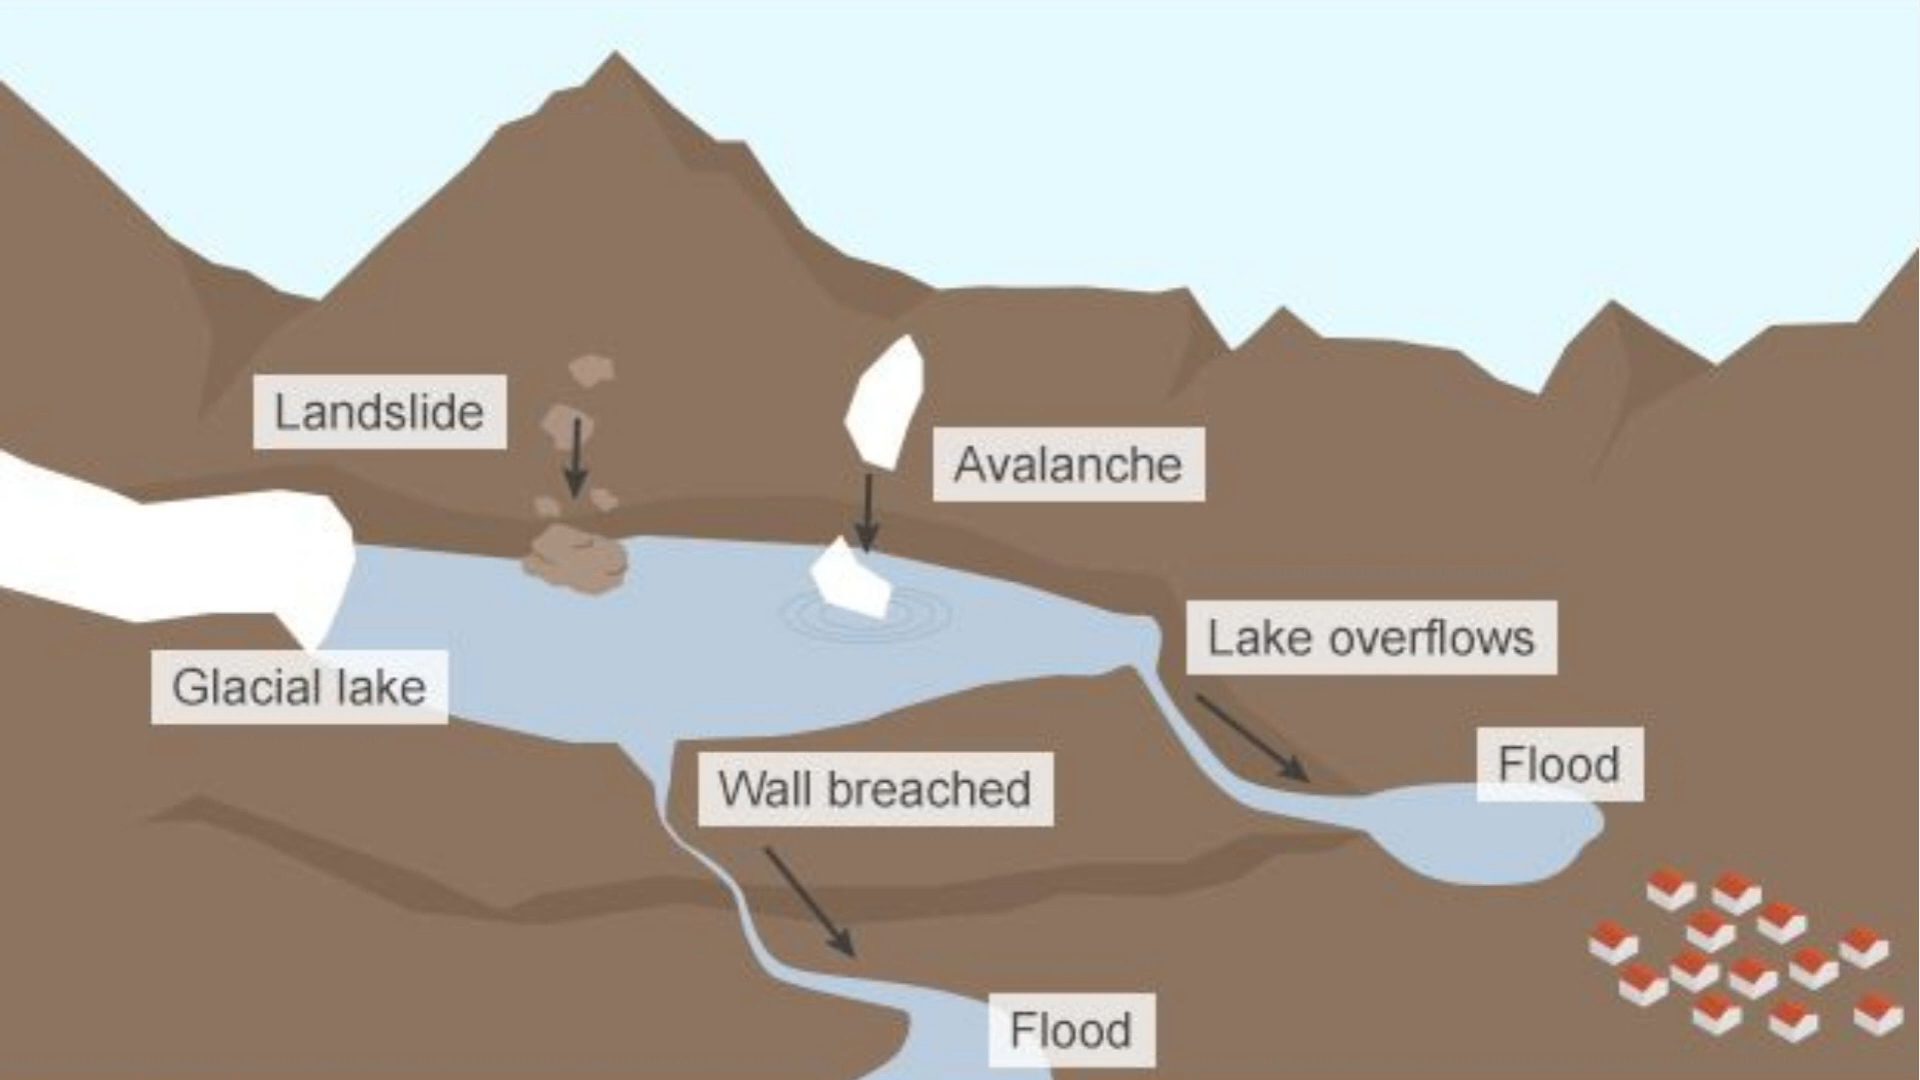 Landslide
Avalanche
Lake overflows
Glacial lake
Flood
Wall breached
Flood